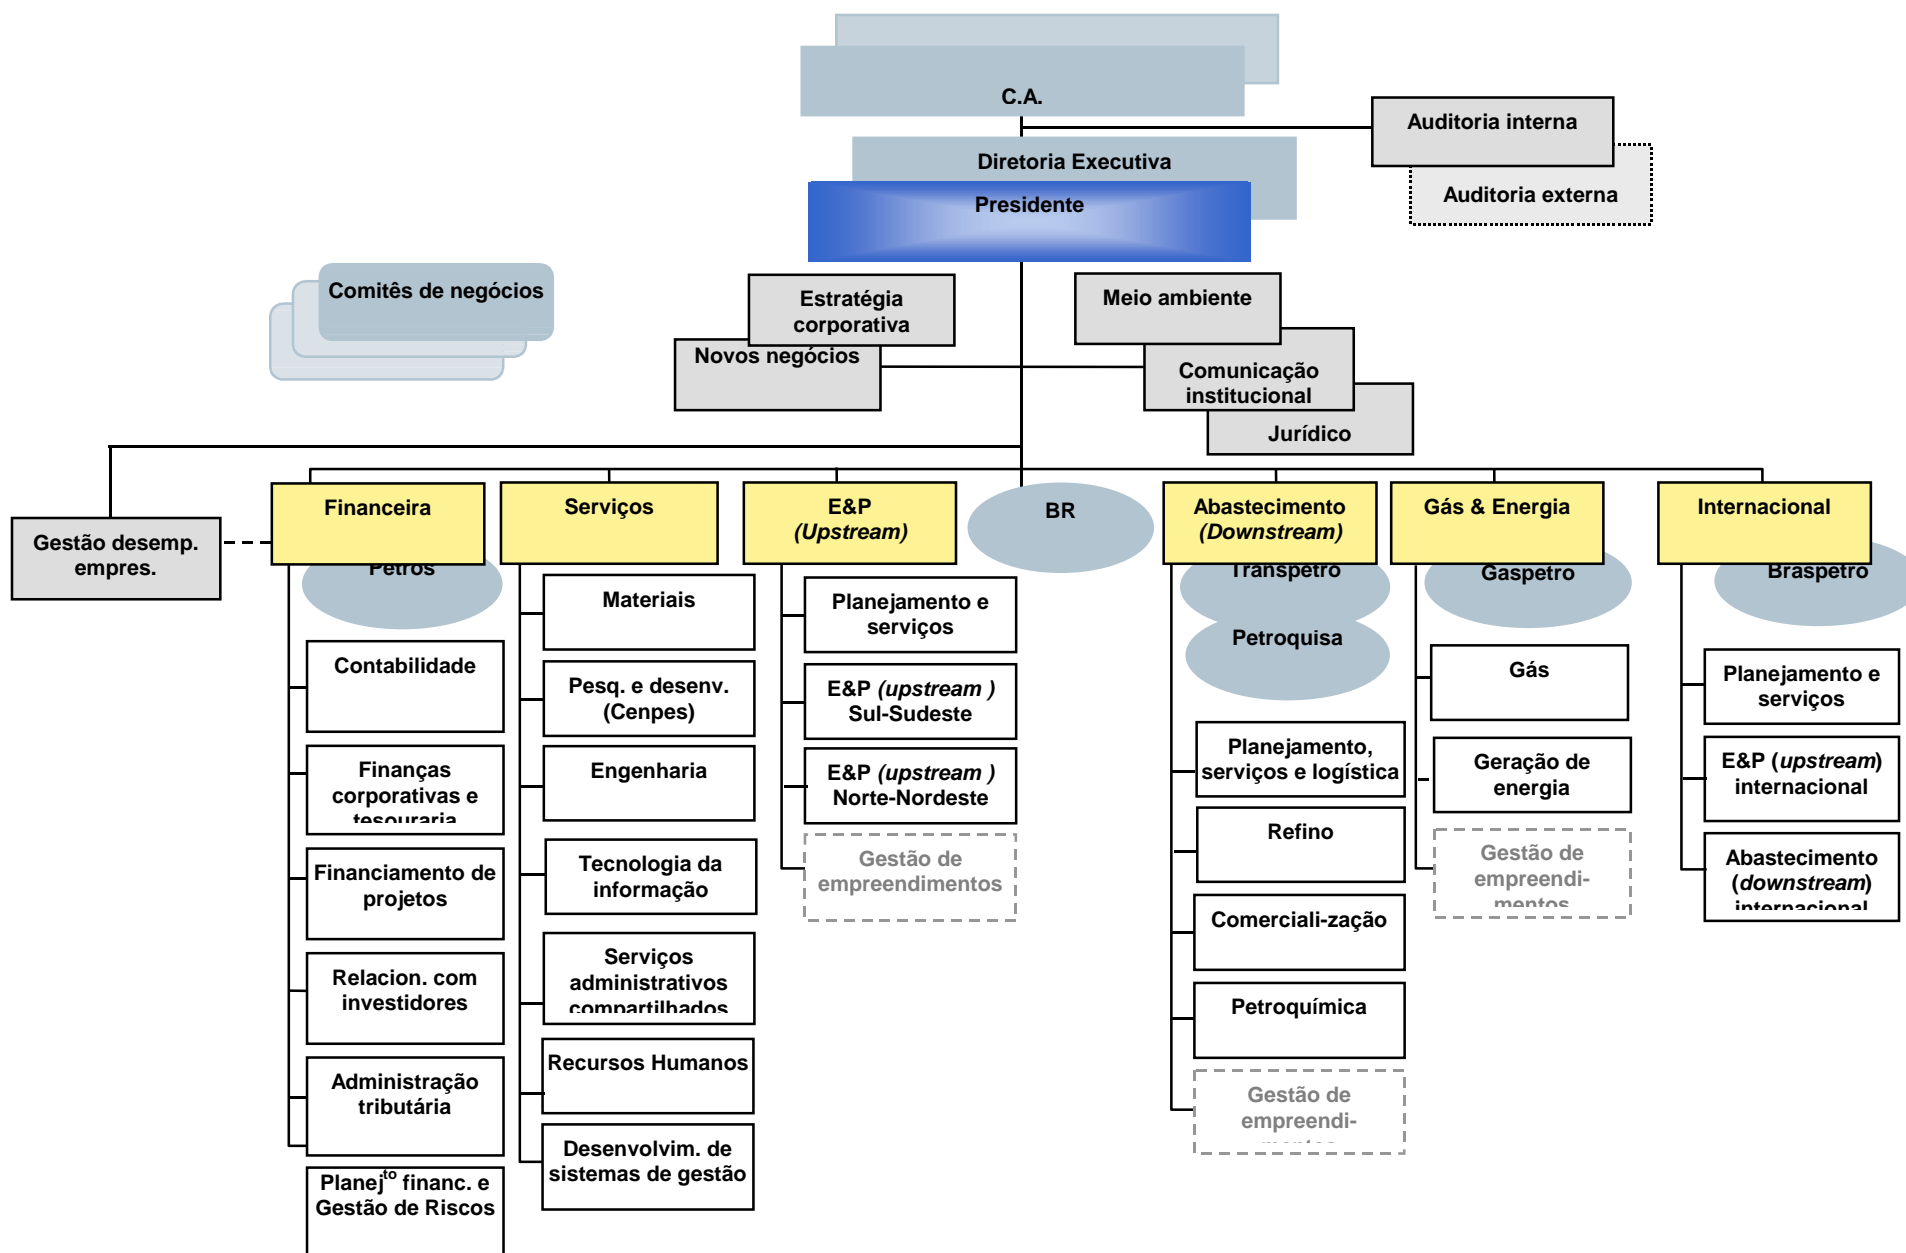 C.A.
Auditoria interna
Diretoria Executiva
Auditoria externa
Presidente
Comitês de negócios
Estratégia
corporativa
Meio ambiente
Novos negócios
Comunicação
institucional
Jurídico
Gestão desemp.
empres.
Financeira
Petros
Contabilidade
Finanças
corporativas e
tesouraria
Financiamento de
projetos
Relacion. com
investidores
Administração
tributária
Planejto financ. e
Gestão de Riscos
Serviços
Materiais
Pesq. e desenv.
(Cenpes)
Engenharia
Tecnologia da
informação
Serviços
administrativos
compartilhados
Recursos Humanos
Desenvolvim. de
sistemas de gestão
E&P
(Upstream)
Planejamento e
serviços
E&P (upstream )
Sul-Sudeste
E&P (upstream )
Norte-Nordeste
Gestão de
empreendimentos
BR
Abastecimento
(Downstream)
Transpetro
Petroquisa
Planejamento,
serviços e logística
Refino
Comerciali-zação
Petroquímica
Gestão de
empreendi-
mentos
Gás & Energia
Gaspetro
Gás
Geração de
energia
Gestão de
empreendi-
mentos
Internacional
Braspetro
Planejamento e
serviços
E&P (upstream)
internacional
Abastecimento
(downstream)
internacional